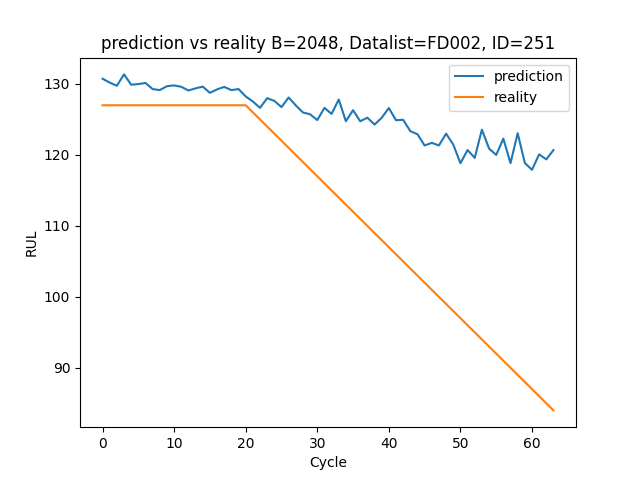 prediction vs reality B=2048, Datalist=FD002, ID=251
prediction
reality
130
120
110
100
90
RUL
0 10 20 30 40 50 60
Cycle